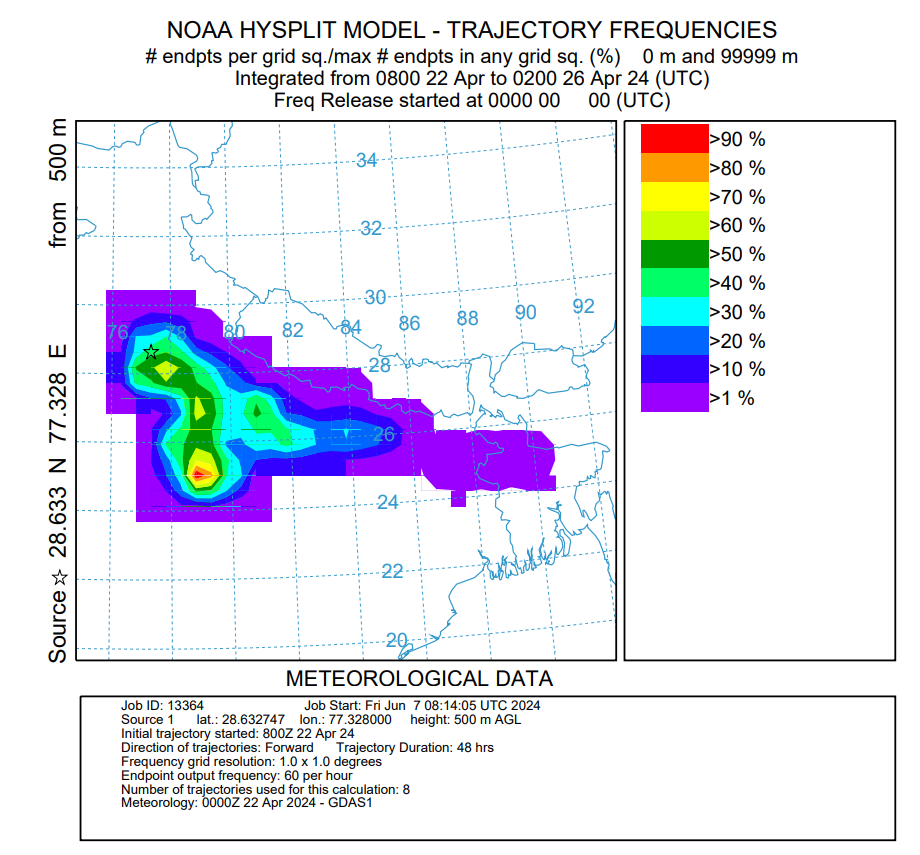 NOAA HYSPLIT MODEL - TRAJECTORY FREQUENCIES
# endpts per grid sq./max # endpts in any grid sq. (%)    0 m and 99999 m
Integrated from 0800 22 Apr to 0200 26 Apr 24 (UTC)
Freq Release started at 0000 00      00 (UTC)
Source ☆ 28.633 N 77.328 E from 500 m
34
32
30
76 78 80 82 84 86 88 90 92
28
26
24
22
20
>90 %
>80 %
>70 %
>60 %
>50 %
>40 %
>30 %
>20 %
>10 %
>1 %
METEOROLOGICAL DATA
Job ID: 13364 Job Start: Fri Jun  7 08:14:05 UTC 2024
Source 1 lat.: 28.632747 lon.: 77.328000 height: 500 m AGL
Initial trajectory started: 800Z 22 Apr 24
Direction of trajectories: Forward Trajectory Duration: 48 hrs
Frequency grid resolution: 1.0 x 1.0 degrees
Endpoint output frequency: 60 per hour
Number of trajectories used for this calculation: 8
Meteorology: 0000Z 22 Apr 2024 - GDAS1